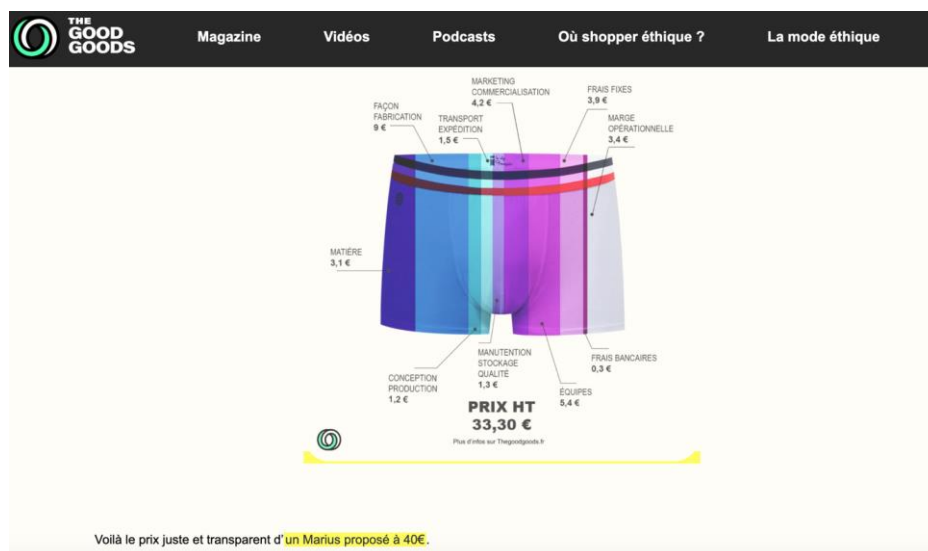 THE
GOOD
GOODS
Magazine
Vidéos
Podcasts
Où shopper éthique ?
La mode éthique
MARKETING
COMMERCIALISATION
4,2 €
FRAIS FIXES
3,9 €
FAÇON
FABRICATION
9 €
TRANSPORT
EXPÉDITION
1,5 €
MARGE
OPÉRATIONNELLE
3,4 €
MATIÈRE
3,1 €
CONCEPTION
PRODUCTION
1,2 €
MANUTENTION
STOCKAGE
QUALITÉ
1,3 €
FRAIS BANCAIRES
0,3 €
ÉQUIPES
5,4 €
PRIX HT
33,30 €
Plus d'infos sur Thegoodgoods.fr
Voilà le prix juste et transparent d'un Marius proposé à 40€.